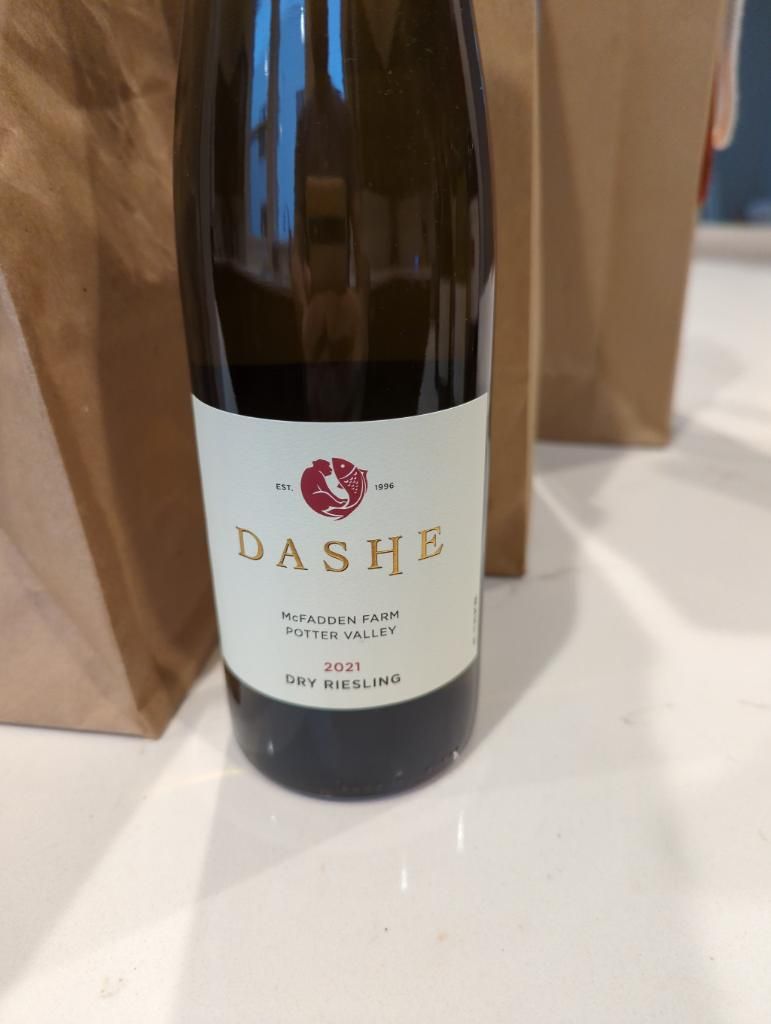 EST. 1996
DASHE
McFADDEN FARM
POTTER VALLEY
2021
DRY RIESLING